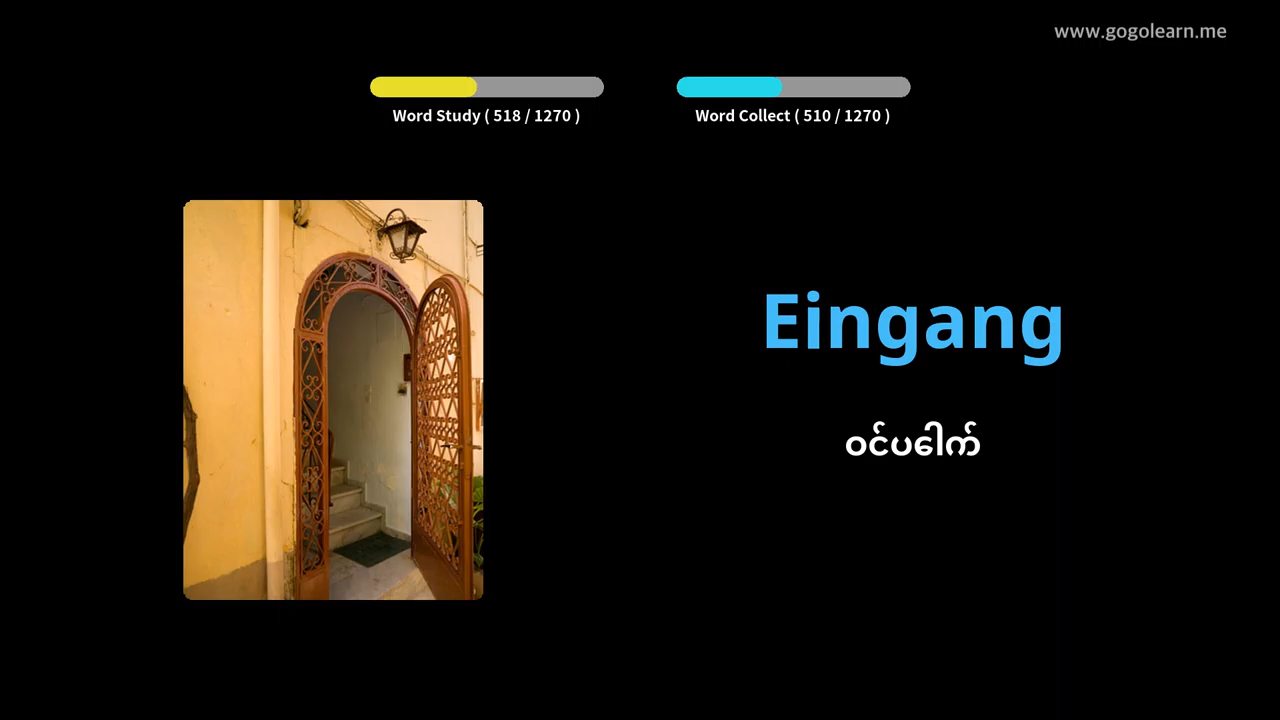 www.gogolearn.me
Word Study ( 518 / 1270 )
Word Collect ( 510 / 1270 )
Eingang
ဝင်ပေါက်